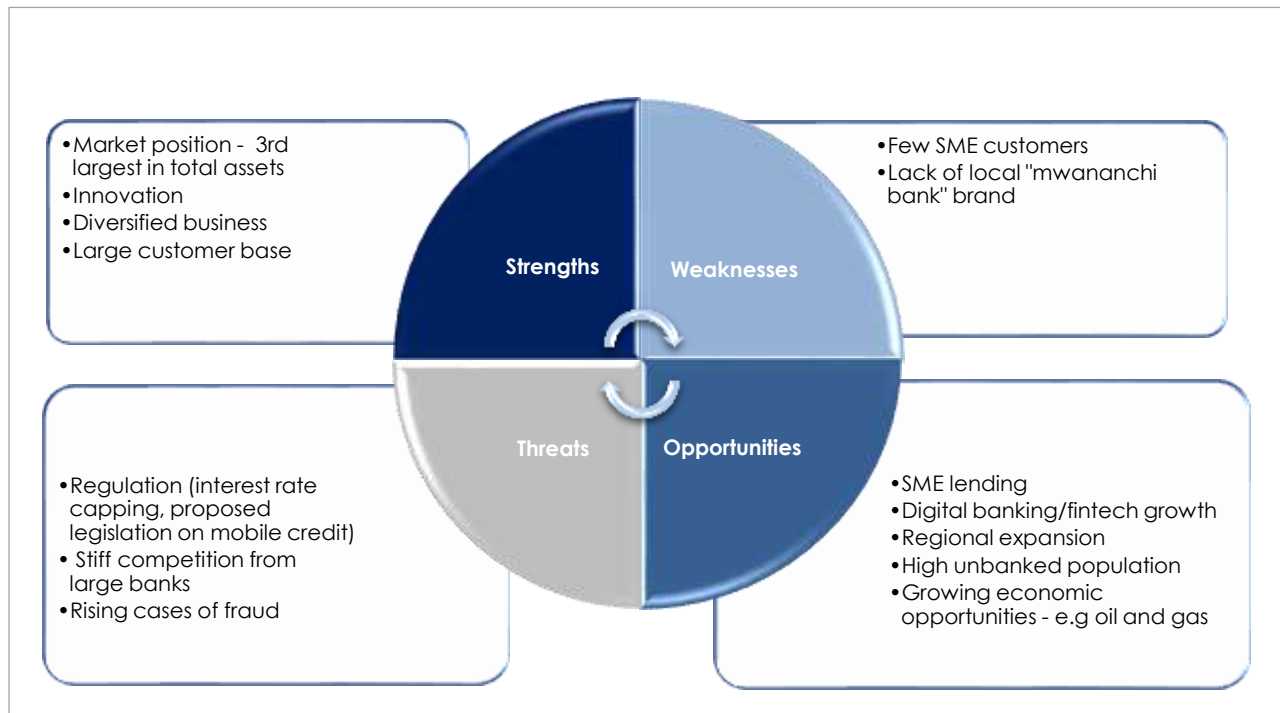 •Market position - 3rd
largest in total assets
•Innovation
•Diversified business
•Large customer base
•Few SME customers
•Lack of local "mwananchi
bank" brand
Strengths
Weaknesses
Threats
Opportunities
•Regulation (interest rate
capping, proposed
legislation on mobile credit)
• Stiff competition from
large banks
•Rising cases of fraud
•SME lending
•Digital banking/fintech growth
•Regional expansion
•High unbanked population
•Growing economic
opportunities - e.g oil and gas